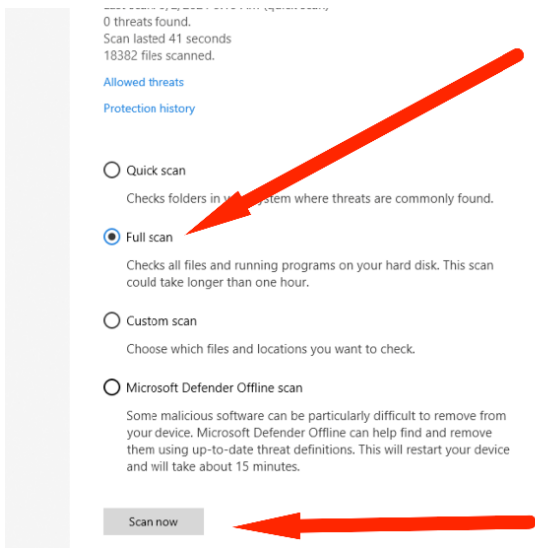 0 threats found.
Scan lasted 41 seconds
18382 files scanned.
Allowed threats
Protection history
Quick scan
Checks folders in system where threats are commonly found.
Full scan
Checks all files and running programs on your hard disk. This scan
could take longer than one hour.
Custom scan
Choose which files and locations you want to check.
Microsoft Defender Offline scan
Some malicious software can be particularly difficult to remove from
your device. Microsoft Defender Offline can help find and remove
them using up-to-date threat definitions. This will restart your device
and will take about 15 minutes.
Scan now